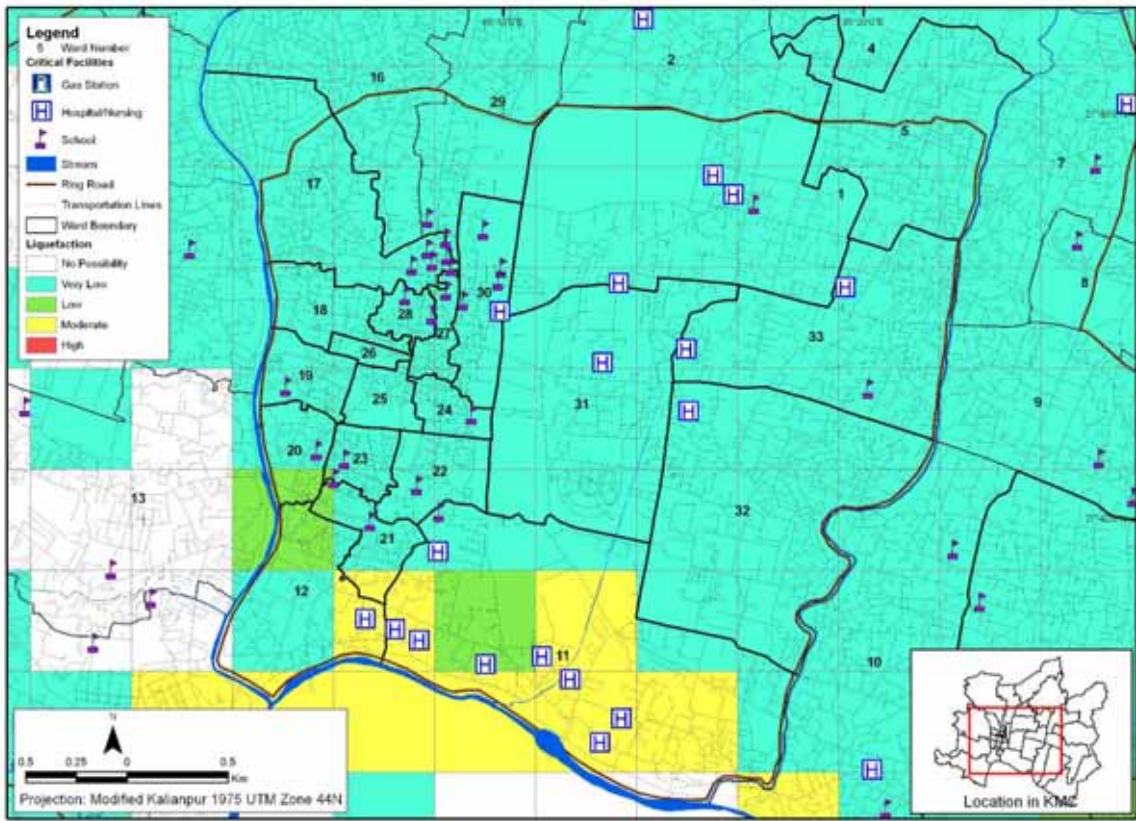 Legend
5 Ward Number
Critical Facilities
Gas Station
Hospital/Nursing
School
Stream
Ring Road
Transportation Lines
Ward Boundary
Liquefaction
No Possibility
Very Low
Low
Moderate
High
4
2
16
29
5
7
17
1
8
30
18
28
27
33
26
19
31
9
25
24
20
23
22
13
32
21
12
11
10
N
0.5 0.25 0 0.5
Km
Projection: Modified Kalianpur 1975 UTM Zone 44N
Location in KMC